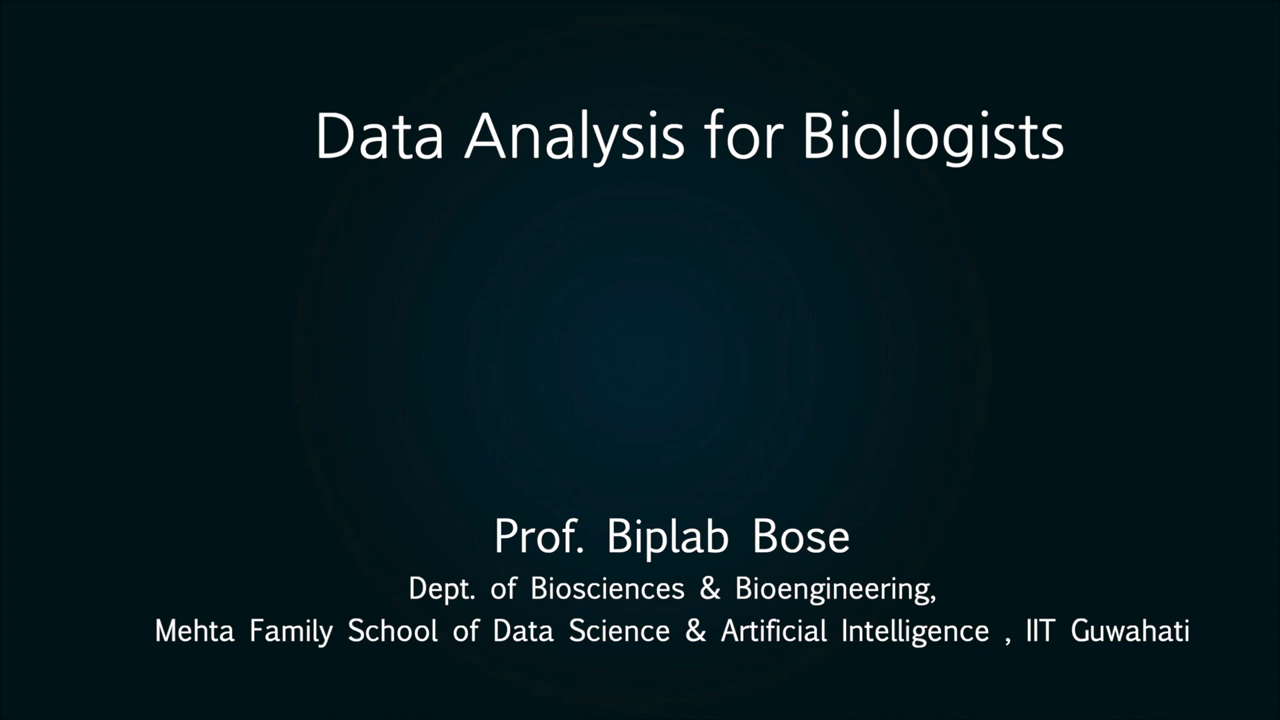 Data Analysis for Biologists
Prof. Biplab Bose
Dept. of Biosciences & Bioengineering,
Mehta Family School of Data Science & Artificial Intelligence , IIT Guwahati